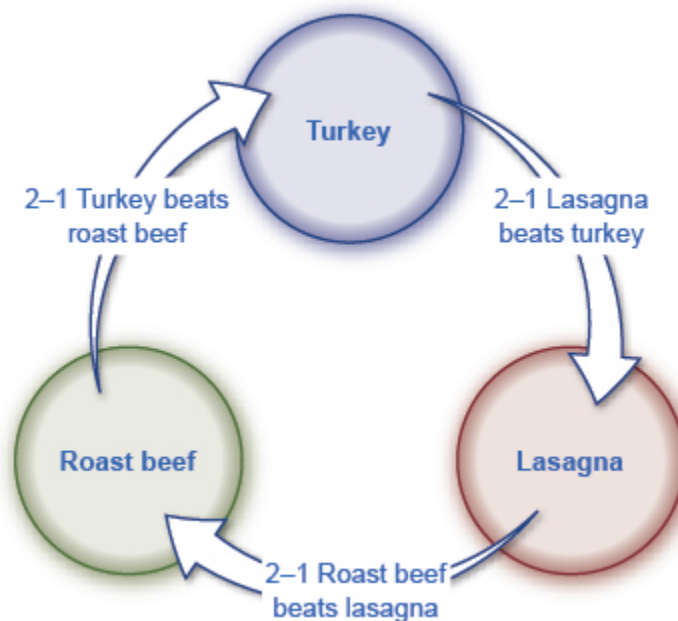 Turkey
2–1 Turkey beats
roast beef
2–1 Lasagna
beats turkey
Roast beef
Lasagna
2–1 Roast beef
beats lasagna